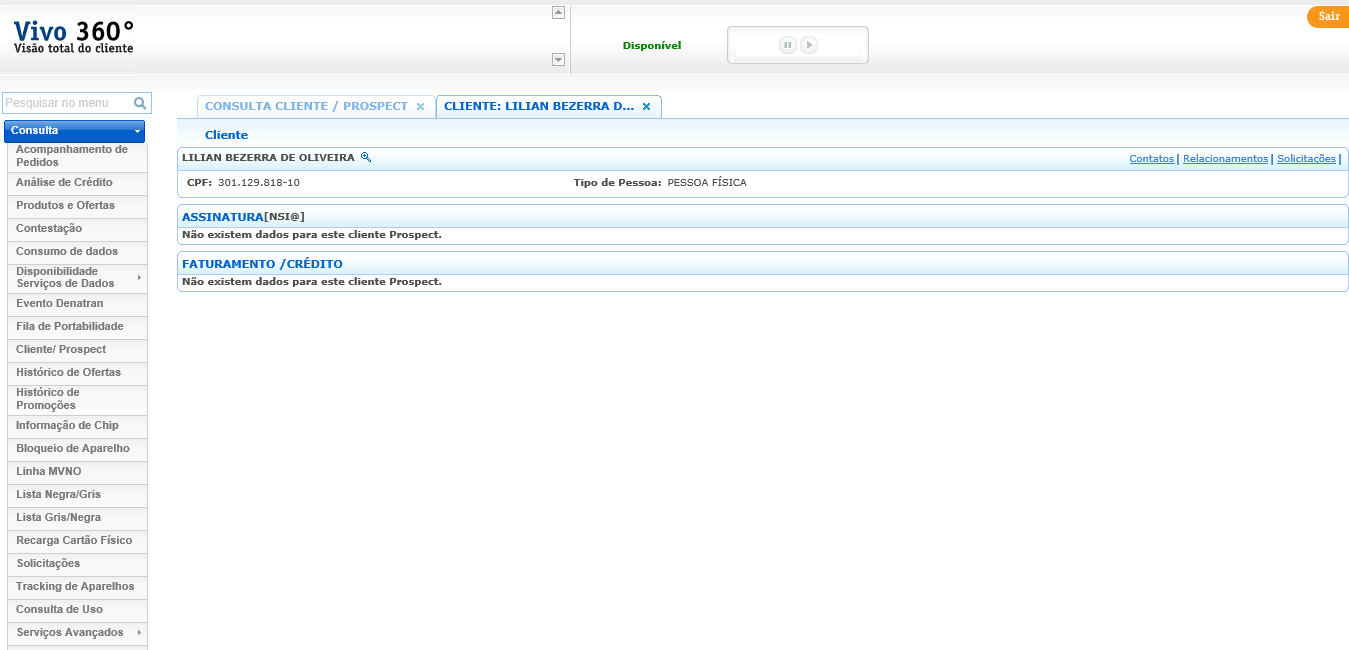 Vivo 360°
Visão total do cliente
Disponível
Sair
Pesquisar no menu
Consulta
Acompanhamento de
Pedidos
Análise de Crédito
Produtos e Ofertas
Contestação
Consumo de dados
Disponibilidade
Serviços de Dados
Evento Denatran
Fila de Portabilidade
Cliente/ Prospect
Histórico de Ofertas
Histórico de
Promoções
Informação de Chip
Bloqueio de Aparelho
Linha MVNO
Lista Negra/Gris
Lista Gris/Negra
Recarga Cartão Físico
Solicitações
Tracking de Aparelhos
Consulta de Uso
Serviços Avançados
CONSULTA CLIENTE / PROSPECT
CLIENTE: LILIAN BEZERRA D...
Cliente
LILIAN BEZERRA DE OLIVEIRA
Contatos | Relacionamentos | Solicitações |
CPF: 301.129.818-10 Tipo de Pessoa: PESSOA FÍSICA
ASSINATURA[NSI@]
Não existem dados para este cliente Prospect.
FATURAMENTO /CRÉDITO
Não existem dados para este cliente Prospect.